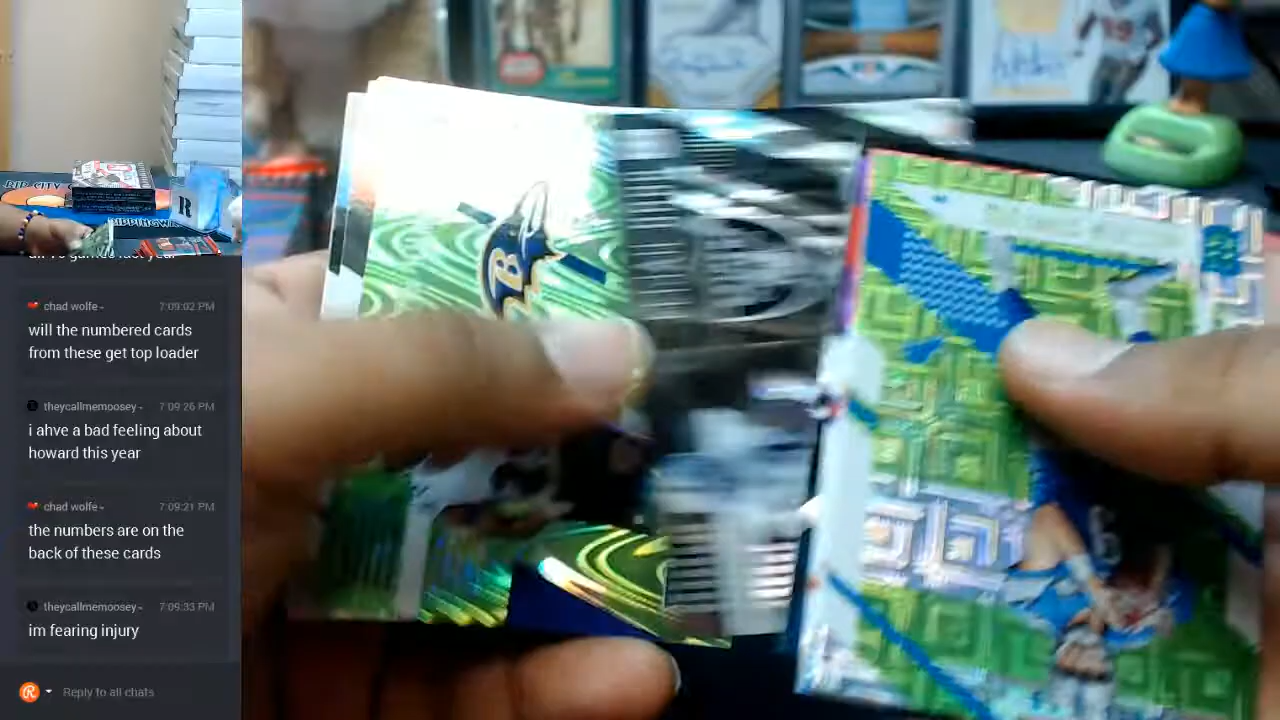 RIP CITY
R
chad wolfe~ 7:09:02 PM
will the numbered cards
from these get top loader
theycallmemoosey~ 7:09:26 PM
i ahve a bad feeling about
howard this year
chad wolfe~ 7:09:21 PM
the numbers are on the
back of these cards
theycallmemoosey~ 7:09:33 PM
im fearing injury
Reply to all chats
B